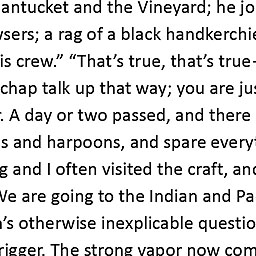 antucket and the Vineyard; he jo
wsers; a rag of a black handkerchie
is crew.” “That’s true, that’s true—
chap talk up that way; you are jus
. A day or two passed, and there
s and harpoons, and spare every
g and I often visited the craft, an
We are going to the Indian and Pa
’s otherwise inexplicable questio
rigger. The strong vapor now com